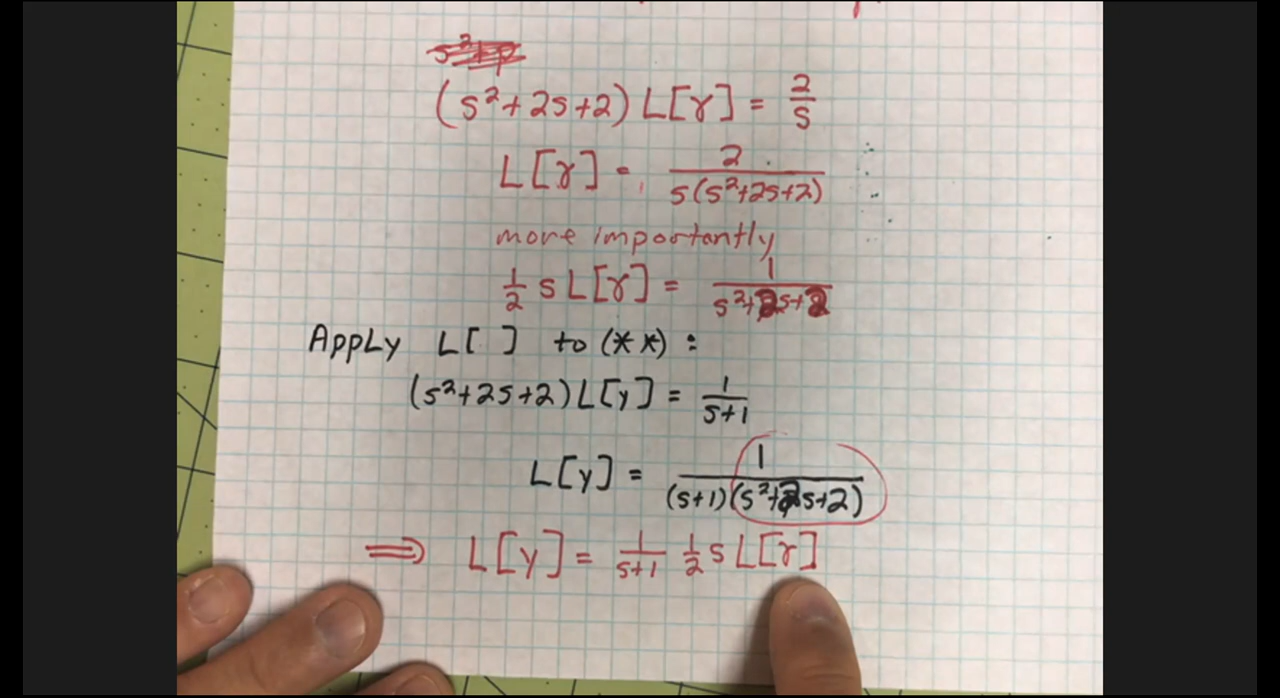 (s²+2s+2) L[γ] = 2/s
L[γ] = 2/(s(s²+2s+2))
more importantly
1/2 s L[γ] = 1/(s²+2s+2)
Apply L[ ] to (**):
(s²+2s+2) L[y] = 1/(s+1)
L[y] = 1/((s+1)(s²+2s+2))
⟹ L[y] = 1/(s+1) 1/2 s L[γ]